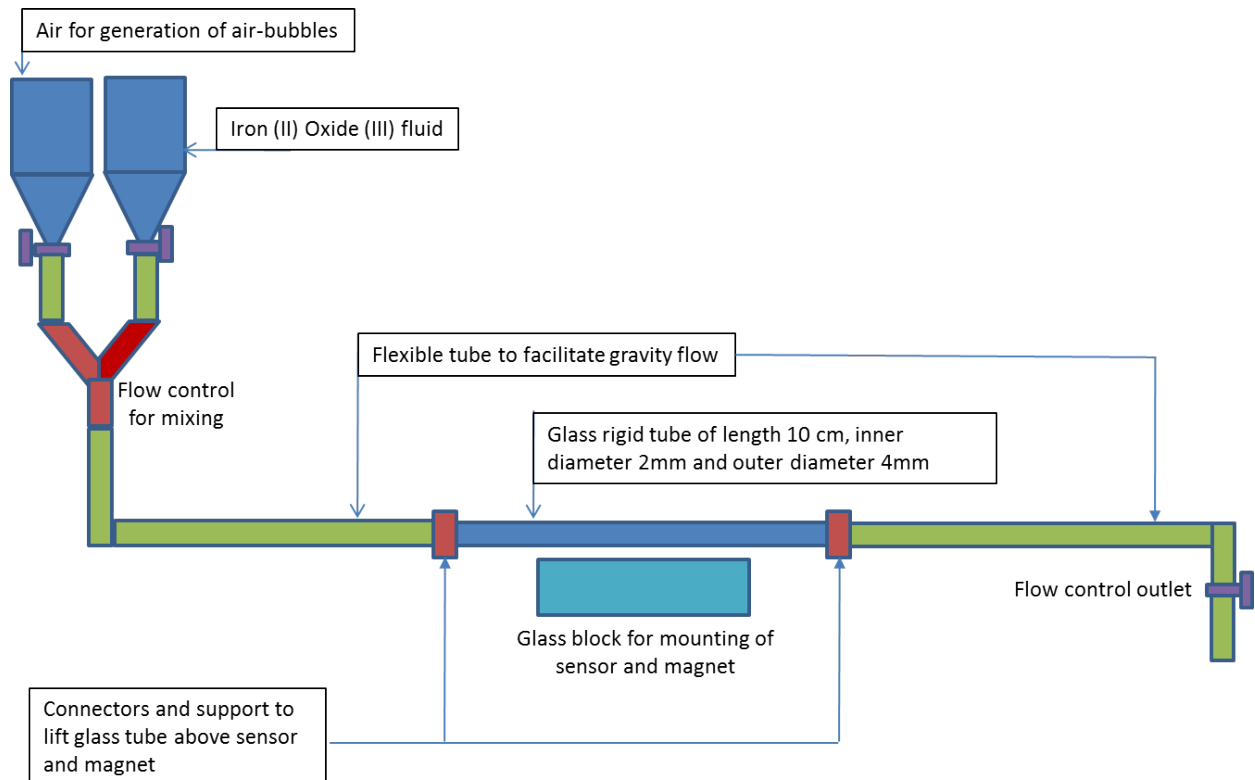 Air for generation of air-bubbles
Iron (II) Oxide (III) fluid
Flow control
for mixing
Flexible tube to facilitate gravity flow
Glass rigid tube of length 10 cm, inner
diameter 2mm and outer diameter 4mm
Flow control outlet
Glass block for mounting of
sensor and magnet
Connectors and support to
lift glass tube above sensor
and magnet